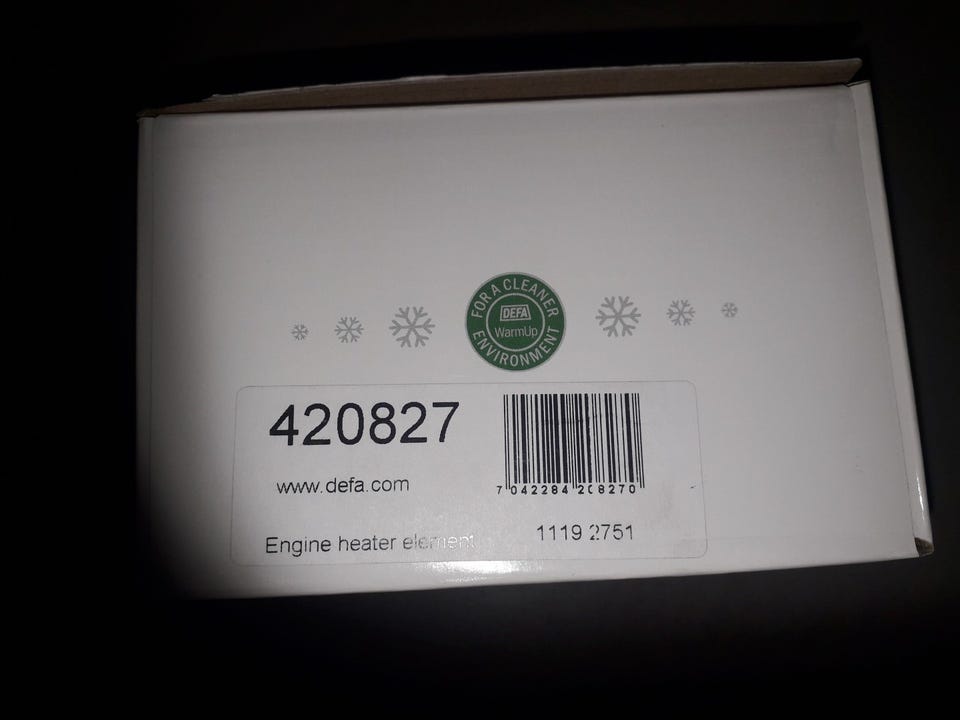 FOR A CLEANER
DEFA
WarmUp
ENVIRONMENT
420827
www.defa.com
7 042284 208270
Engine heater element
1119 2751